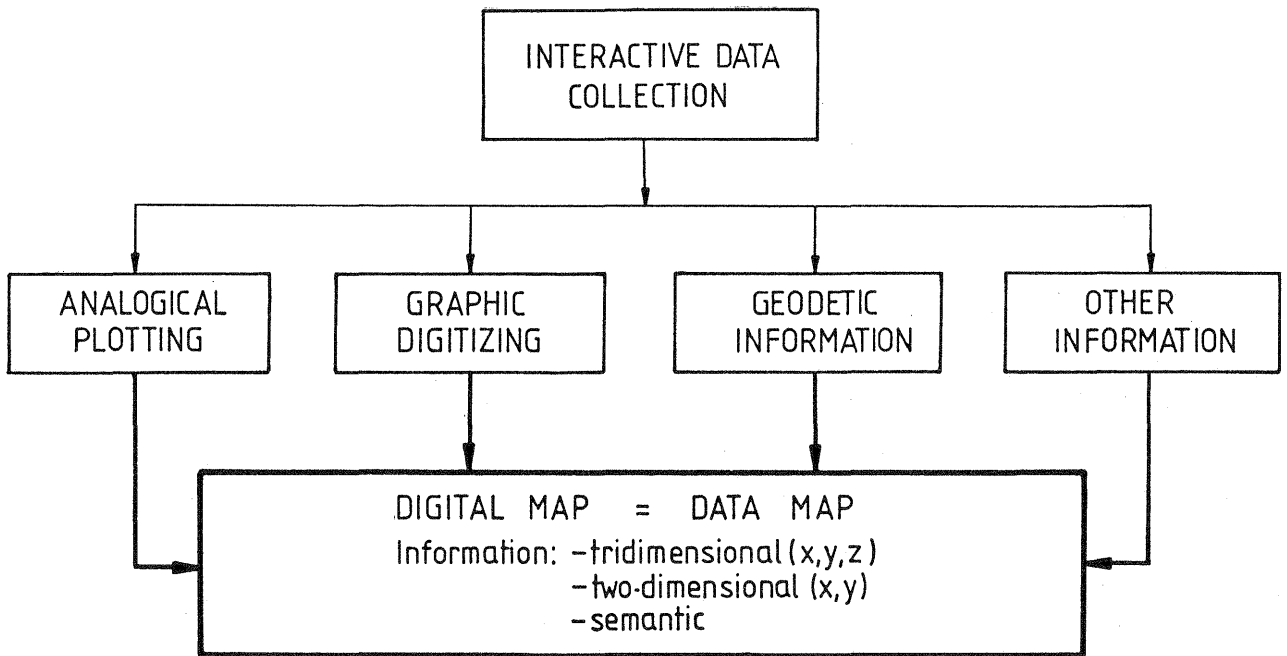 INTERACTIVE DATA
COLLECTION
ANALOGICAL
PLOTTING
GRAPHIC
DIGITIZING
GEODETIC
INFORMATION
OTHER
INFORMATION
DIGITAL MAP = DATA MAP
Information: -tridimensional (x,y,z)
-two-dimensional (x,y)
-semantic